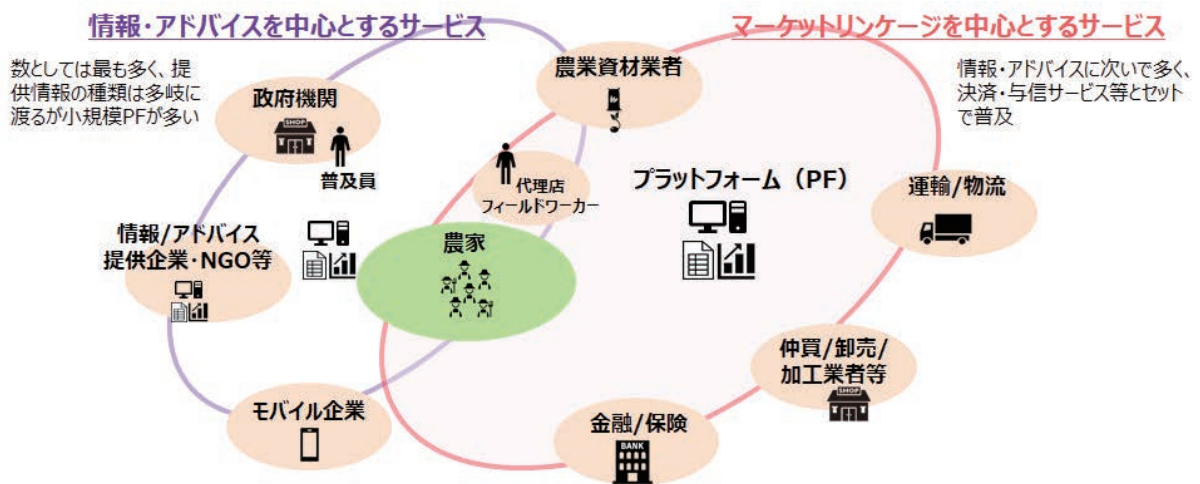 情報・アドバイスを中心とするサービス
マーケットリンケージを中心とするサービス
数としては最も多く、提
供情報の種類は多岐に
渡るが小規模PFが多い
情報・アドバイスに次いで多く、
決済・与信サービス等とセット
で普及
農業資材業者
政府機関
SHOP
普及員
代理店
フィールドワーカー
プラットフォーム（PF）
運輸/物流
情報/アドバイス
提供企業・NGO等
農家
仲買/卸売/
加工業者等
SHOP
モバイル企業
金融/保険
BANK